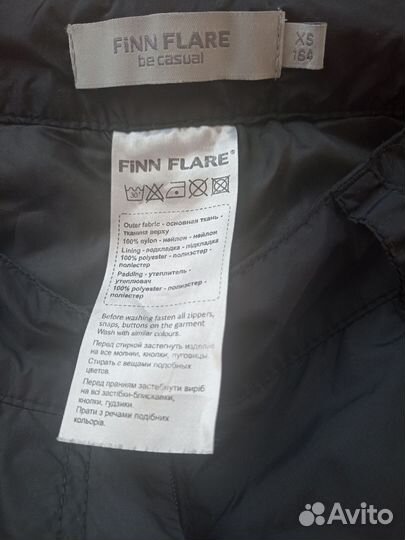 FiNN FLARE
be casual
XS
164
FiNN FLARE®
30°
Outer fabric - основная ткань -
тканина верху
100% nylon - нейлон - нейлон
Lining - подкладка - підкладка
100% polyester - полиэстер -
поліестер
Padding - утеплитель -
утеплювач
100% polyester - полиэстер -
поліестер
Before washing fasten all zippers,
snaps, buttons on the garment
Wash with similar colours.
Перед стиркой застегнуть изделие
на все молнии, кнопки, пуговицы.
Стирать с вещами подобных
цветов.
Перед пранням застебнути виріб
на всі застібки-блискавки,
кнопки, гудзики.
Прати з речами подібних
кольорів.
Avito